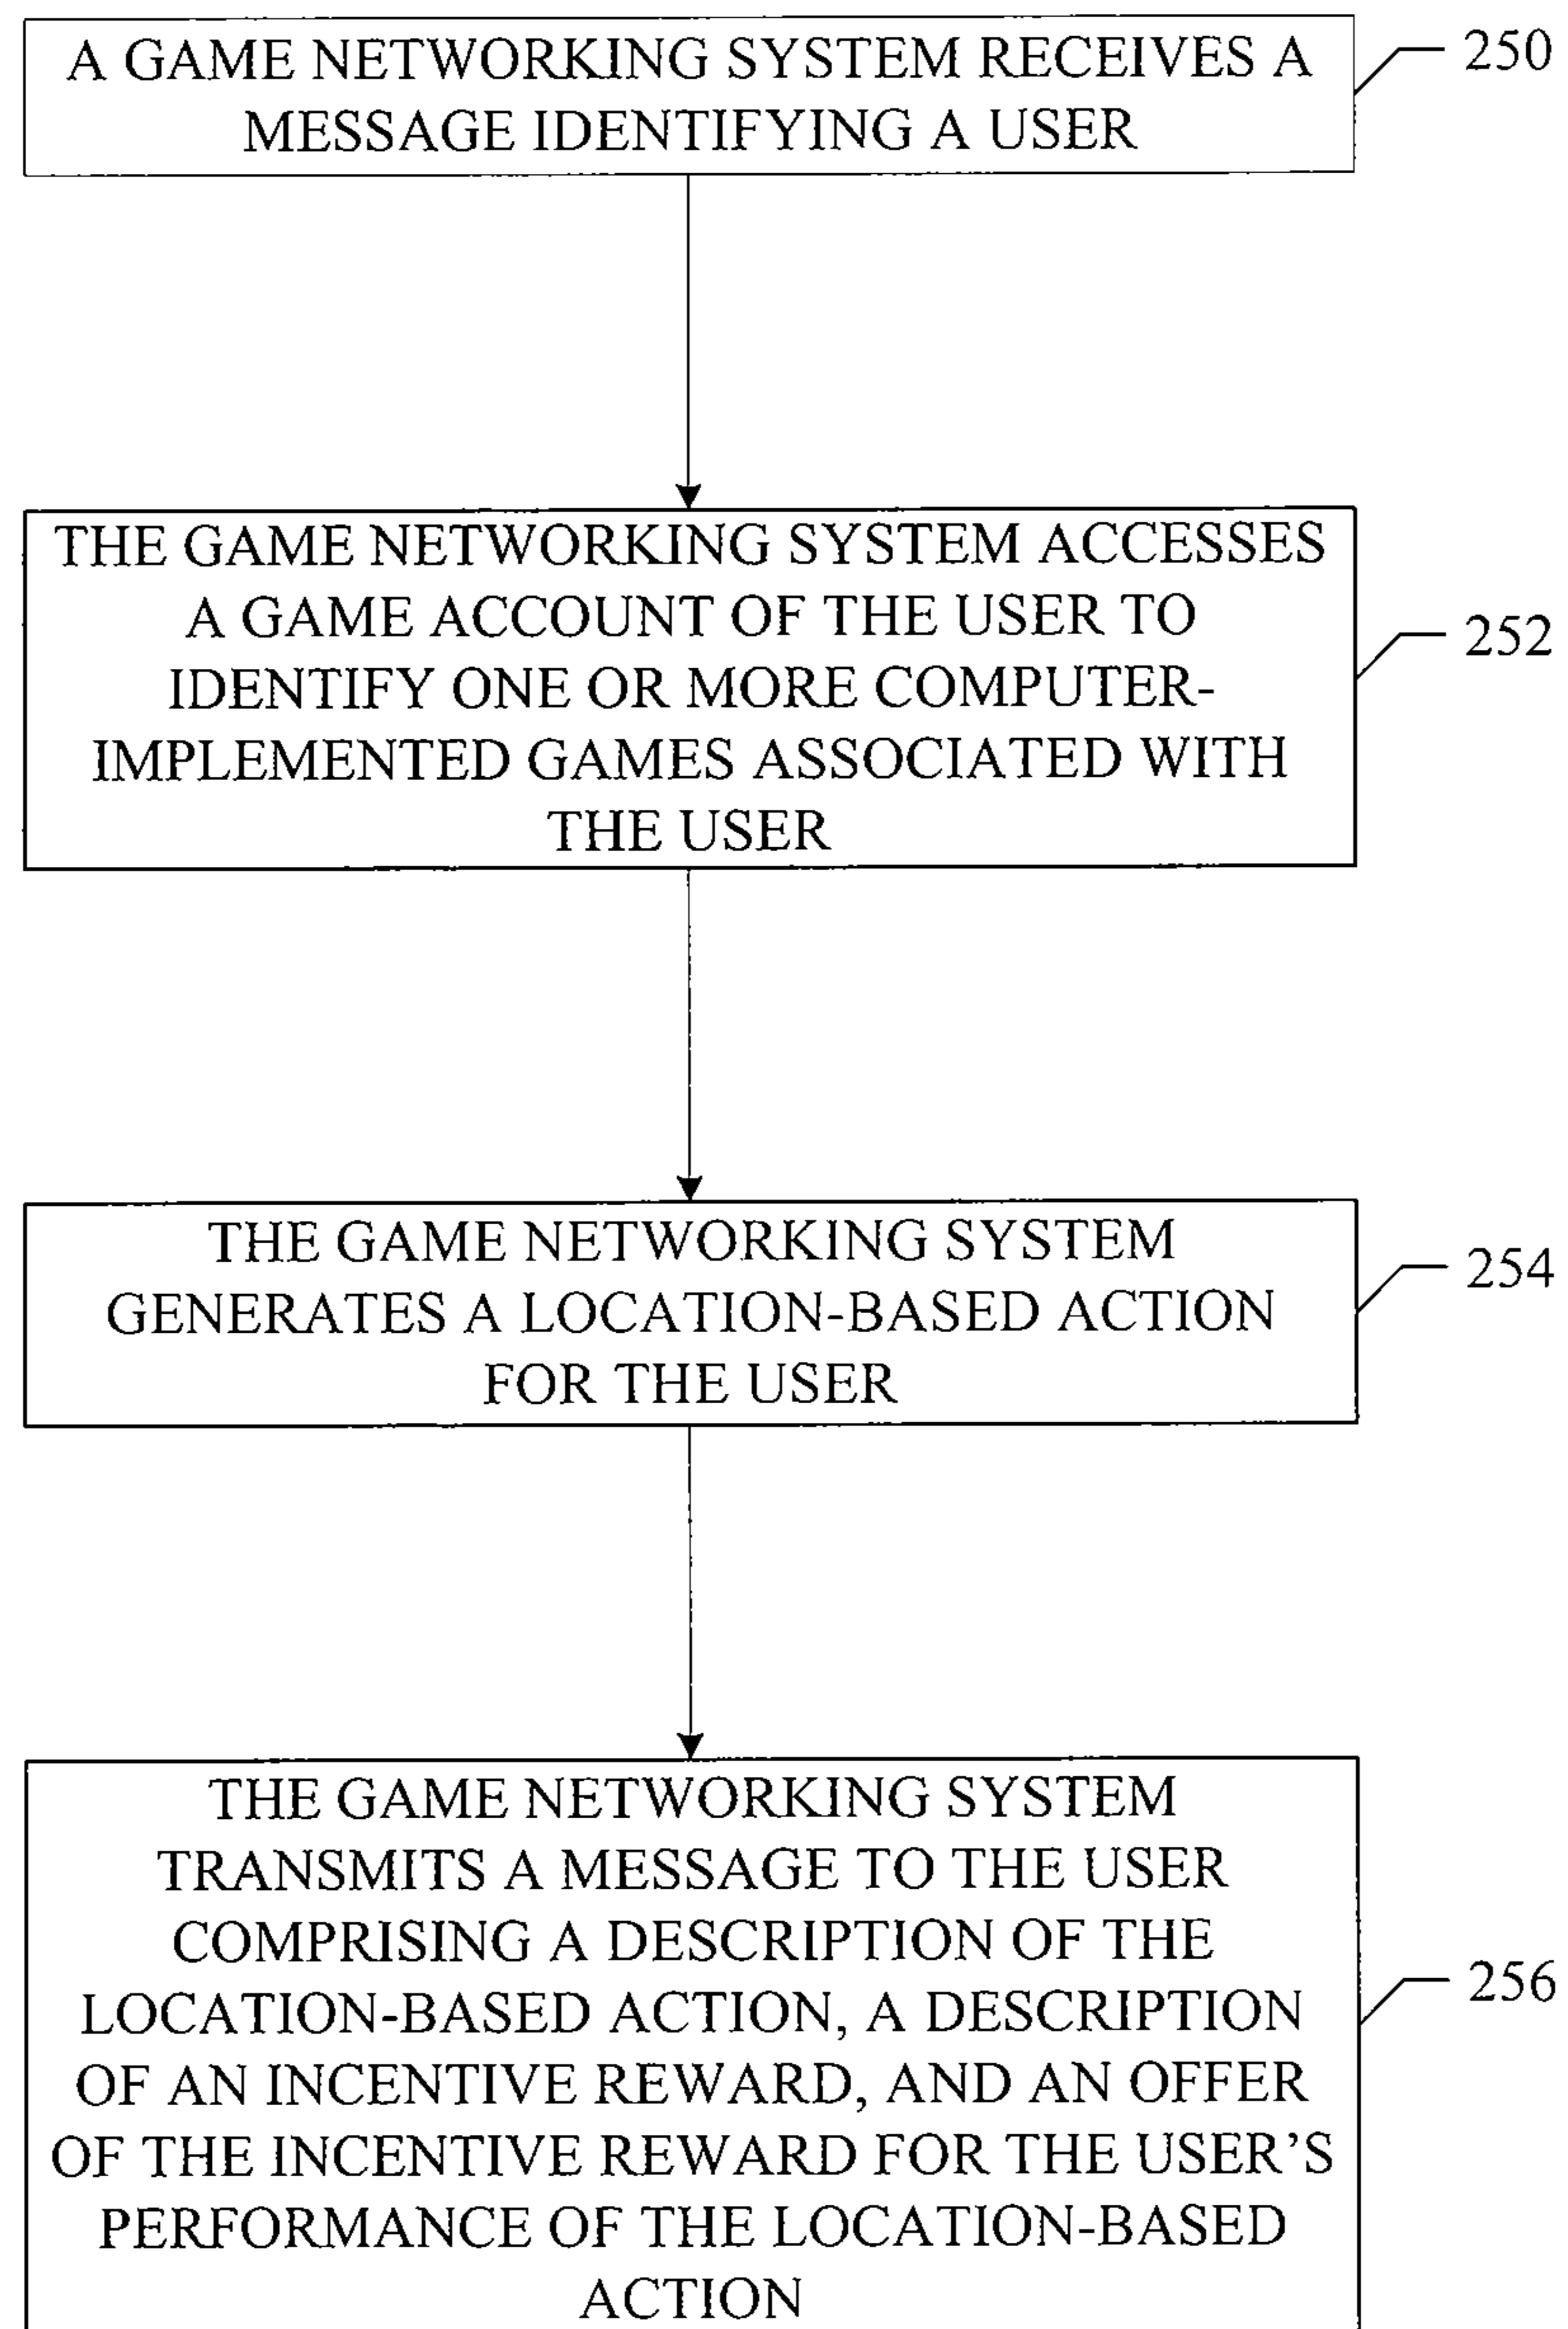 A GAME NETWORKING SYSTEM RECEIVES A
MESSAGE IDENTIFYING A USER
250
THE GAME NETWORKING SYSTEM ACCESSES
A GAME ACCOUNT OF THE USER TO
IDENTIFY ONE OR MORE COMPUTER-
IMPLEMENTED GAMES ASSOCIATED WITH
THE USER
252
THE GAME NETWORKING SYSTEM
GENERATES A LOCATION-BASED ACTION
FOR THE USER
254
THE GAME NETWORKING SYSTEM
TRANSMITS A MESSAGE TO THE USER
COMPRISING A DESCRIPTION OF THE
LOCATION-BASED ACTION, A DESCRIPTION
OF AN INCENTIVE REWARD, AND AN OFFER
OF THE INCENTIVE REWARD FOR THE USER’S
PERFORMANCE OF THE LOCATION-BASED
ACTION
256